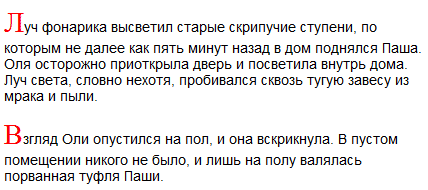 Луч фонарика высветил старые скрипучие ступени, по
которым не далее как пять минут назад в дом поднялся Паша.
Оля осторожно приоткрыла дверь и посветила внутрь дома.
Луч света, словно нехотя, пробивался сквозь тугую завесу из
мрака и пыли.
Взгляд Оли опустился на пол, и она вскрикнула. В пустом
помещении никого не было, и лишь на полу валялась
порванная туфля Паши.